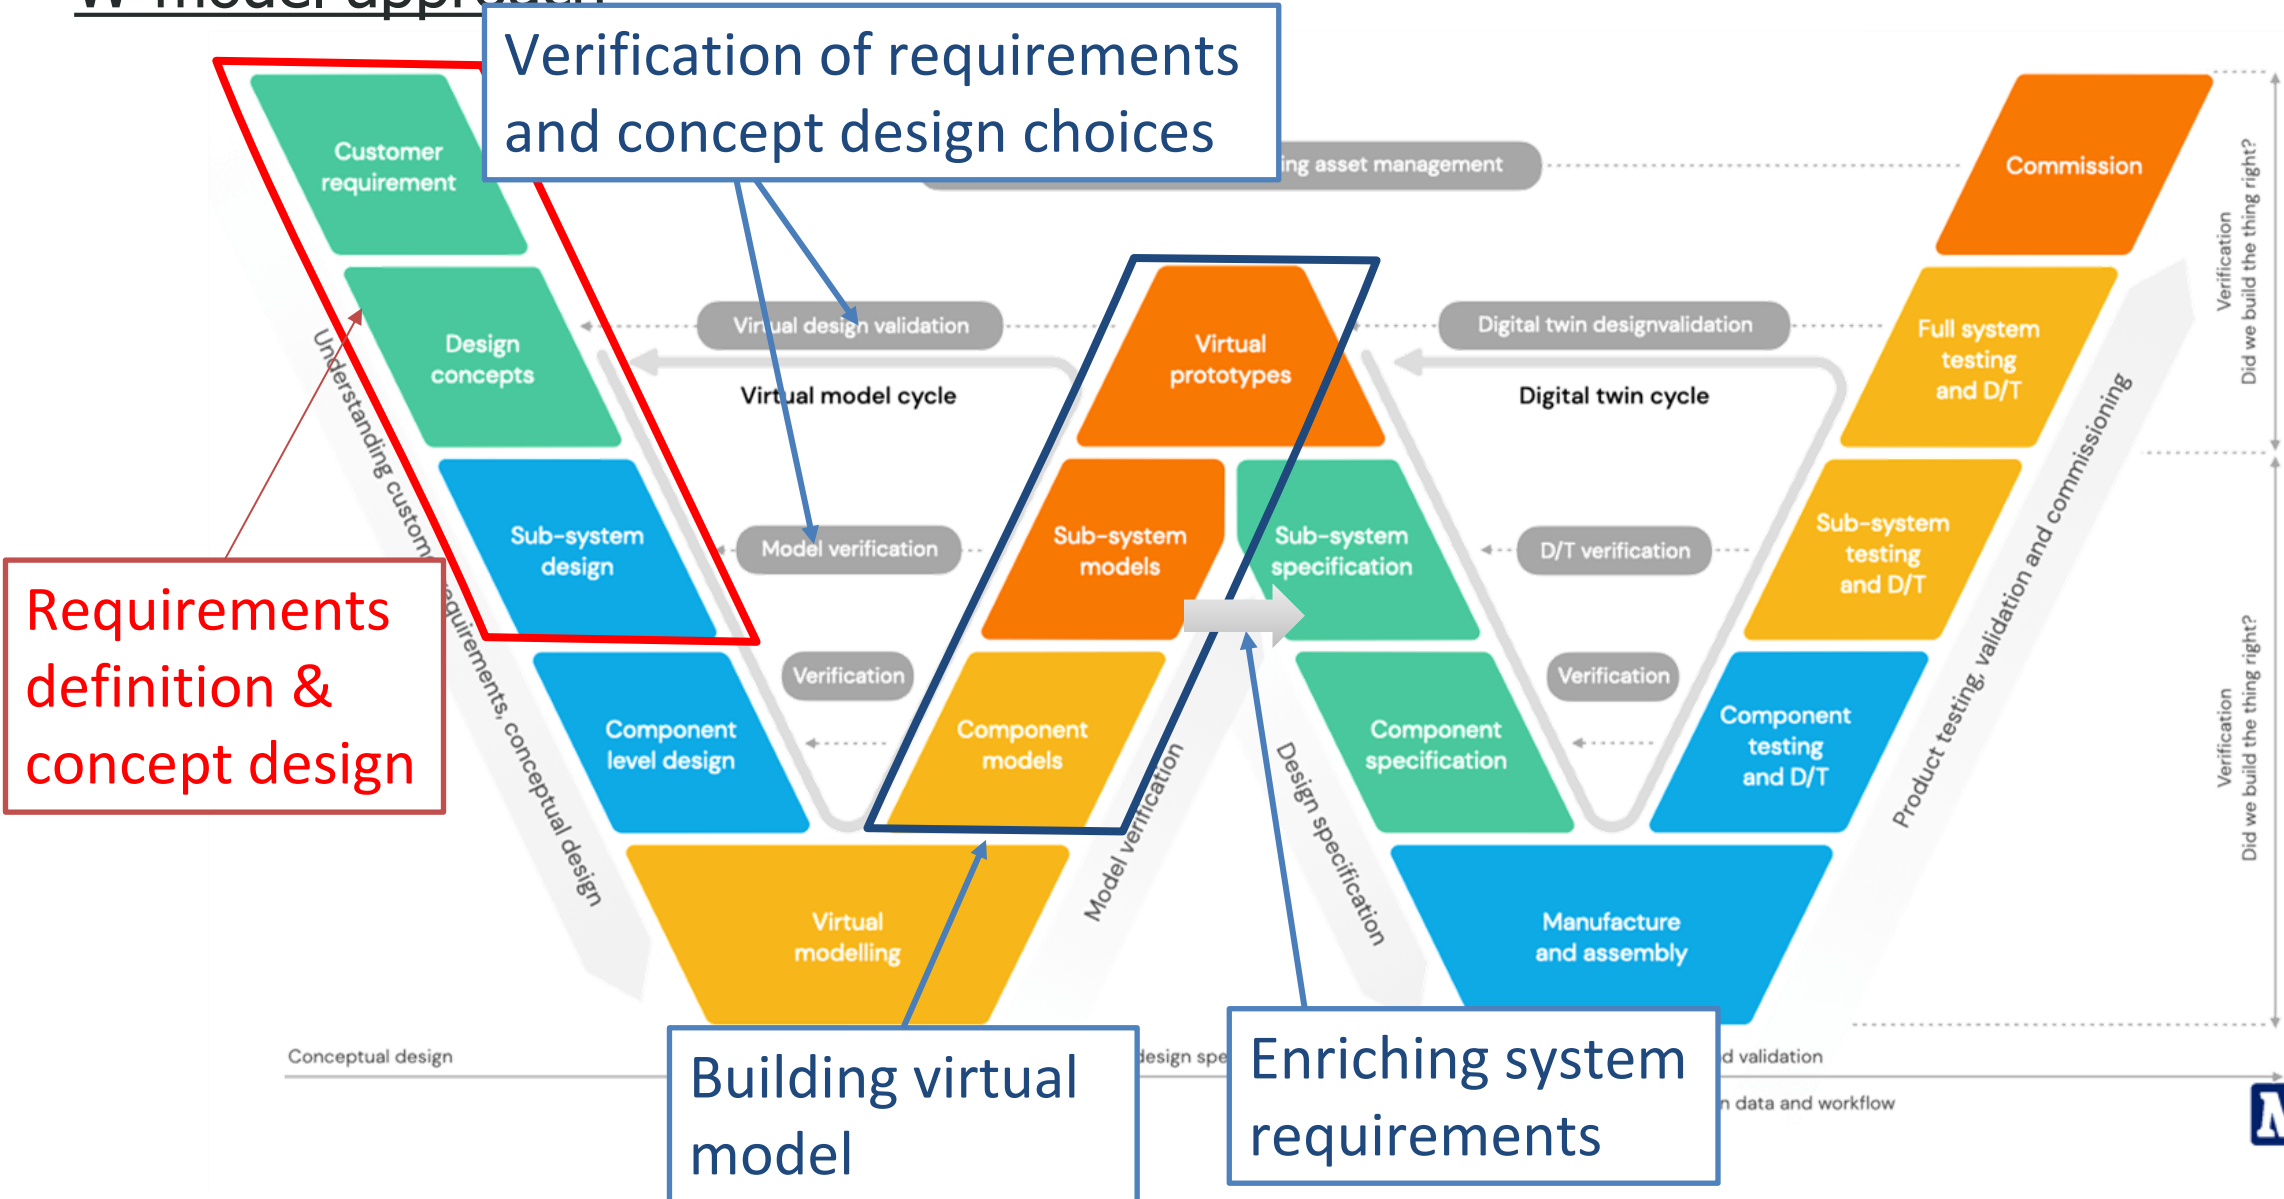 W-model approach
Verification of requirements
and concept design choices
Customer
requirement
ing asset management
Commission
Verification
Did we build the thing right?
Design
concepts
Virtual design validation
Virtual model cycle
Virtual
prototypes
Digital twin designvalidation
Digital twin cycle
Full system
testing
and D/T
Understanding customer requirements, conceptual design
Sub-system
design
Model verification
Sub-system
models
Sub-system
specification
D/T verification
Sub-system
testing
and D/T
Product testing, validation and commissioning
Requirements
definition &
concept design
Component
level design
Verification
Component
models
Model verification
Design specification
Component
specification
Verification
Component
testing
and D/T
Verification
Did we build the thing right?
Virtual
modelling
Manufacture
and assembly
Conceptual design
design spe
d validation
Building virtual
model
Enriching system
requirements
n data and workflow